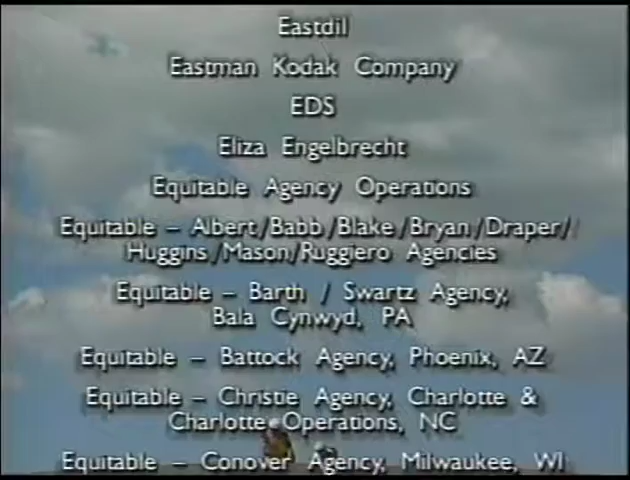 Eastdil
Eastman Kodak Company
EDS
Eliza Engelbrecht
Equitable Agency Operations
Equitable – Albert/Babb/Blake/Bryan/Draper/
Huggins/Mason/Ruggiero Agencies
Equitable – Barth / Swartz Agency,
Bala Cynwyd, PA
Equitable – Battock Agency, Phoenix, AZ
Equitable – Christie Agency, Charlotte &
Charlotte Operations, NC
Equitable – Conover Agency, Milwaukee, WI